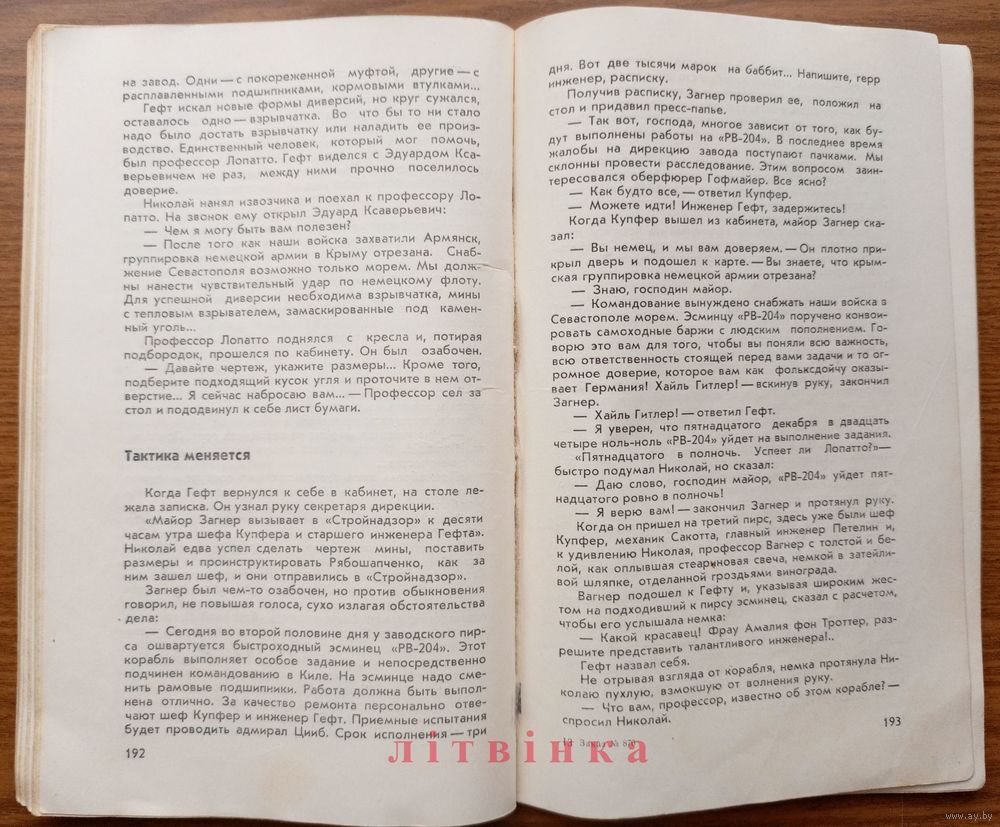 на завод. Одни — с покореженной муфтой, другие — с
расплавленными подшипниками, кормовыми втулками...
Гефт искал новые формы диверсий, но круг сужался,
оставалось одно — взрывчатка. Во что бы то ни стало
надо было достать взрывчатку или наладить ее произ-
водство. Единственный человек, который мог помочь,
был профессор Лопатто. Гефт виделся с Эдуардом Кса-
верьевичем не раз, между ними прочно поселилось
доверие.
Николай нанял извозчика и поехал к профессору Ло-
патто. На звонок ему открыл Эдуард Ксаверьевич:
— Чем я могу быть вам полезен?
— После того как наши войска захватили Армянск,
группировка немецкой армии в Крыму отрезана. Снаб-
жение Севастополя возможно только морем. Мы долж-
ны нанести чувствительный удар по немецкому флоту.
Для успешной диверсии необходима взрывчатка, мины
с тепловым взрывателем, замаскированные под камен-
ный уголь...
Профессор Лопатто поднялся с кресла и, потирая
подбородок, прошелся по кабинету. Он был озабочен.
— Давайте чертеж, укажите размеры... Кроме того,
подберите подходящий кусок угля и проточите в нем от-
верстие... Я сейчас набросаю вам... — Профессор сел за
стол и пододвинул к себе лист бумаги.
Тактика меняется
Когда Гефт вернулся к себе в кабинет, на столе ле-
жала записка. Он узнал руку секретаря дирекции.
«Майор Загнер вызывает в «Стройнадзор» к десяти
часам утра шефа Купфера и старшего инженера Гефта».
Николай едва успел сделать чертеж мины, поставить
размеры и проинструктировать Рябошапченко, как за
ним зашел шеф, и они отправились в «Стройнадзор».
Загнер был чем-то озабочен, но против обыкновения
говорил, не повышая голоса, сухо излагая обстоятельства
дела:
— Сегодня во второй половине дня у заводского пир-
са ошвартуется быстроходный эсминец «РВ-204». Этот
корабль выполняет особое задание и непосредственно
подчинен командованию в Киле. На эсминце надо сме-
нить рамовые подшипники. Работа должна быть выпол-
нена отлично. За качество ремонта персонально отве-
чают шеф Купфер и инженер Гефт. Приемные испытания
будет проводить адмирал Цииб. Срок исполнения — три
192
дня. Вот две тысячи марок на баббит... Напишите, герр
инженер, расписку.
Получив расписку, Загнер проверил ее, положил на
стол и придавил пресс-папье.
— Так вот, господа, многое зависит от того, как бу-
дут выполнены работы на «РВ-204». В последнее время
жалобы на дирекцию завода поступают пачками. Мы
склонны провести расследование. Этим вопросом заин-
тересовался оберфюрер Гофмайер. Все ясно?
— Как будто все, — ответил Купфер.
— Можете идти! Инженер Гефт, задержитесь!
Когда Купфер вышел из кабинета, майор Загнер ска-
зал:
— Вы немец, и мы вам доверяем. — Он плотно при-
крыл дверь и подошел к карте. — Вы знаете, что крым-
ская группировка немецкой армии отрезана?
— Знаю, господин майор.
— Командование вынуждено снабжать наши войска в
Севастополе морем. Эсминцу «РВ-204» поручено конвои-
ровать самоходные баржи с людским пополнением. Го-
ворю это вам для того, чтобы вы поняли всю важность,
всю ответственность стоящей перед вами задачи и то ог-
ромное доверие, которое вам как фольксдойчу оказы-
вает Германия! Хайль Гитлер! — вскинув руку, закончил
Загнер.
— Хайль Гитлер! — ответил Гефт.
— Я уверен, что пятнадцатого декабря в двадцать
четыре ноль-ноль «РВ-204» уйдет на выполнение задания.
«Пятнадцатого в полночь. Успеет ли Лопатто?»—
быстро подумал Николай, но сказал:
— Даю слово, господин майор, «РВ-204» уйдет пят-
надцатого ровно в полночь!
— Я верю вам! — закончил Загнер и протянул руку.
Когда он пришел на третий пирс, здесь уже были шеф
Купфер, механик Сакотта, главный инженер Петелин и,
к удивлению Николая, профессор Вагнер с толстой и бе-
лой, как оплывшая стеариновая свеча, немкой в затейли-
вой шляпке, отделанной гроздьями винограда.
Вагнер подошел к Гефту и, указывая широким жес-
том на подходивший к пирсу эсминец, сказал с расчетом,
чтобы его услышала немка:
— Какой красавец! Фрау Амалия фон Троттер, раз-
решите представить талантливого инженера!..
Гефт назвал себя.
Не отрывая взгляда от корабля, немка протянула Ни-
колаю пухлую, взмокшую от волнения руку.
— Что вам, профессор, известно об этом корабле? —
спросил Николай.
13 Заказ № 870
193
літвінка
www.ay.by